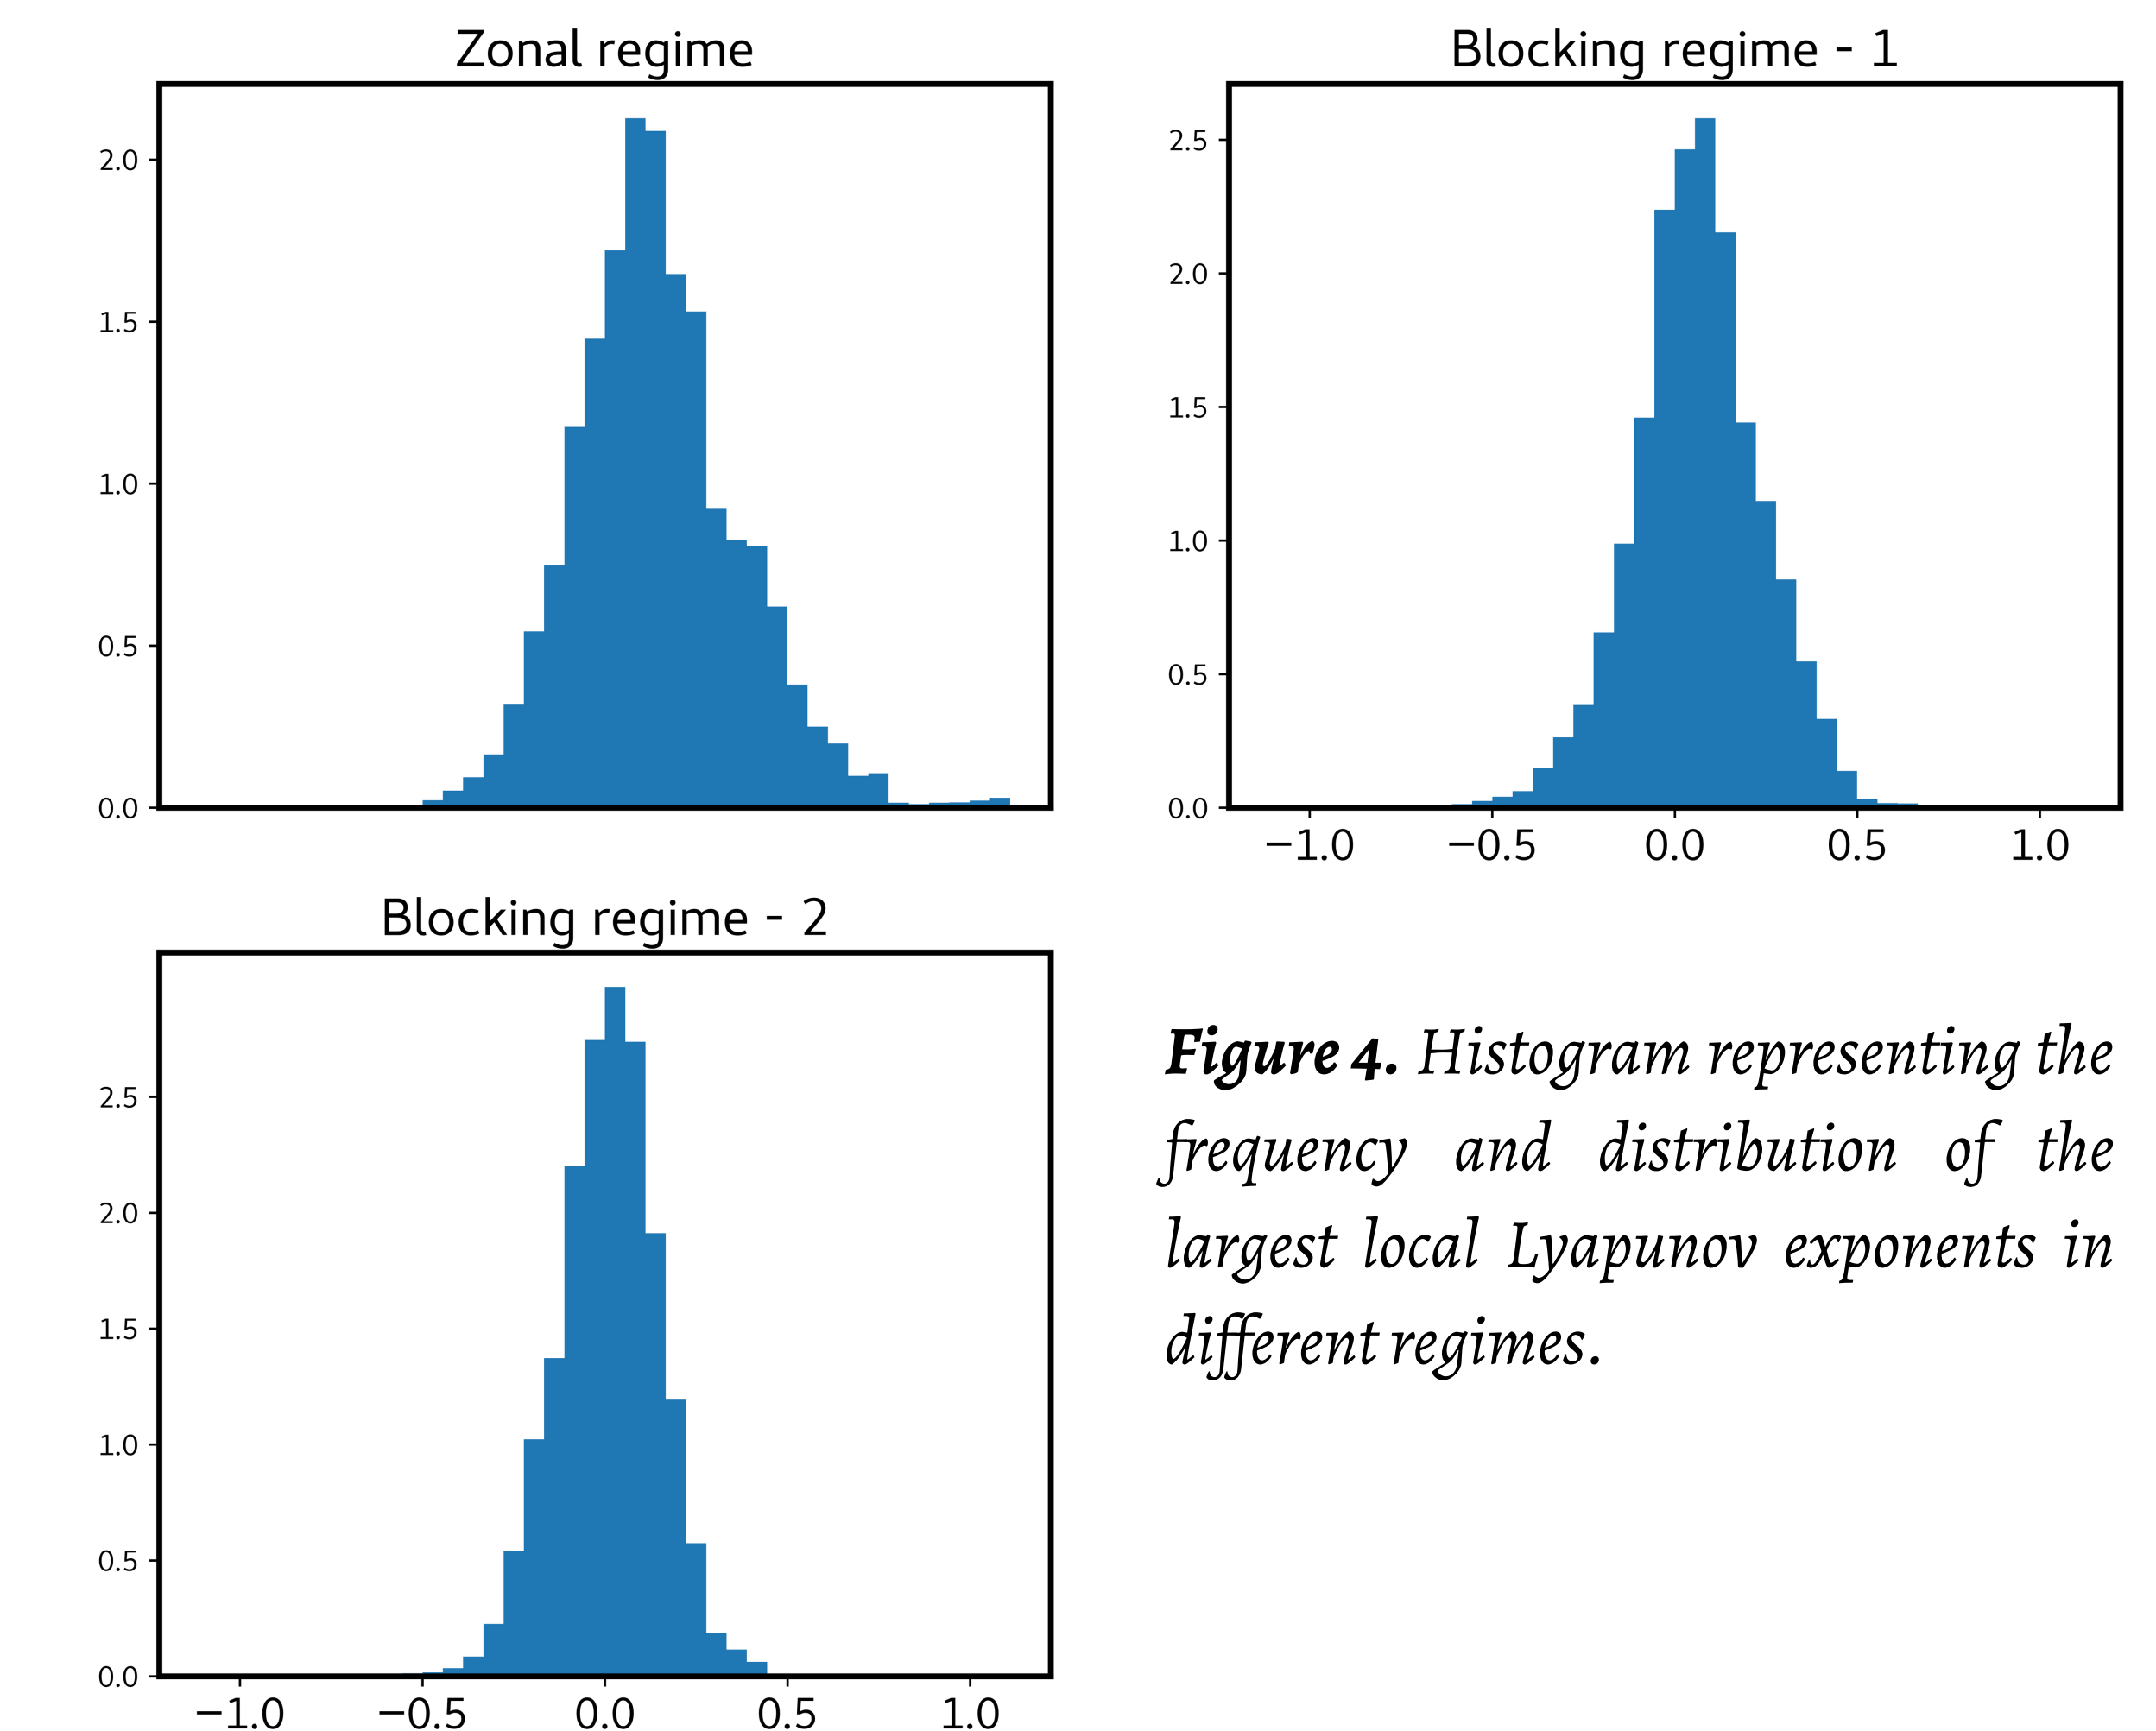 Zonal regime
2.0
1.5
1.0
0.5
0.0
Blocking regime - 1
2.5
2.0
1.5
1.0
0.5
0.0
−1.0 −0.5 0.0 0.5 1.0
Blocking regime - 2
2.5
2.0
1.5
1.0
0.5
0.0
−1.0 −0.5 0.0 0.5 1.0
Figure 4. Histogram representing the
frequency and distribution of the
largest local Lyapunov exponents in
different regimes.